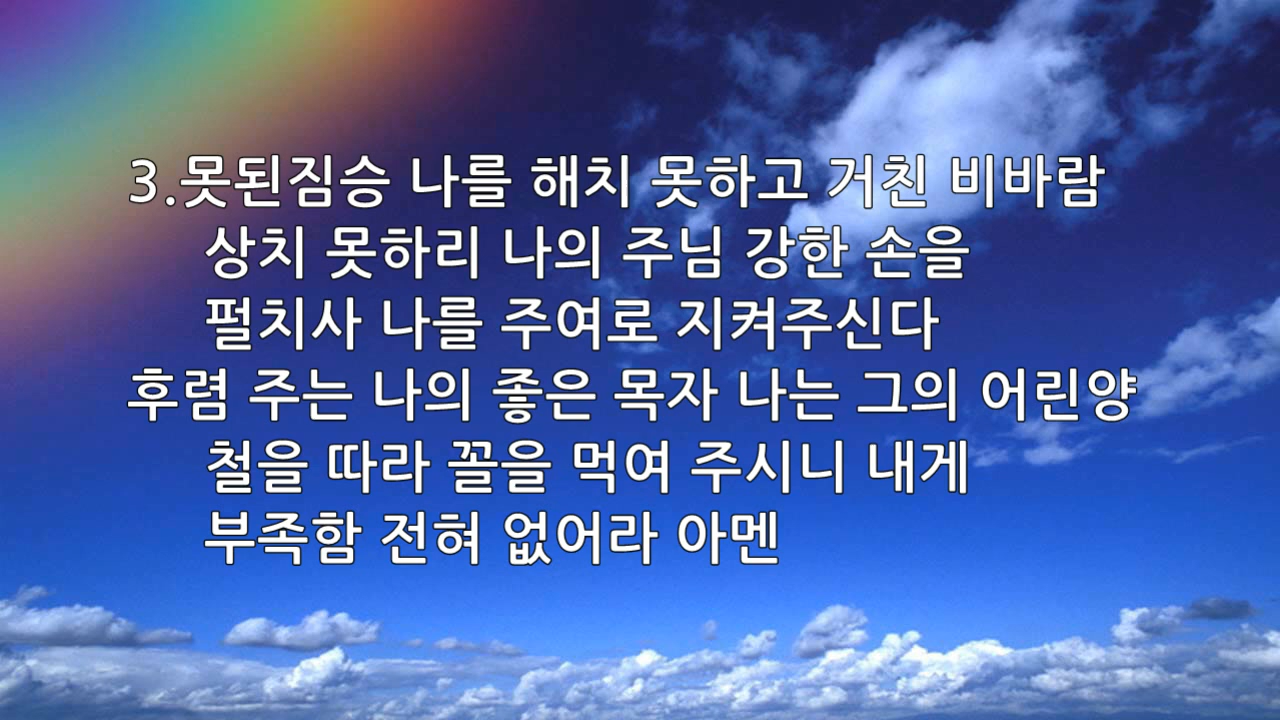 3.못된짐승 나를 해치 못하고 거친 비바람
상치 못하리 나의 주님 강한 손을
펼치사 나를 주여로 지켜주신다
후렴 주는 나의 좋은 목자 나는 그의 어린양
철을 따라 꼴을 먹여 주시니 내게
부족함 전혀 없어라 아멘